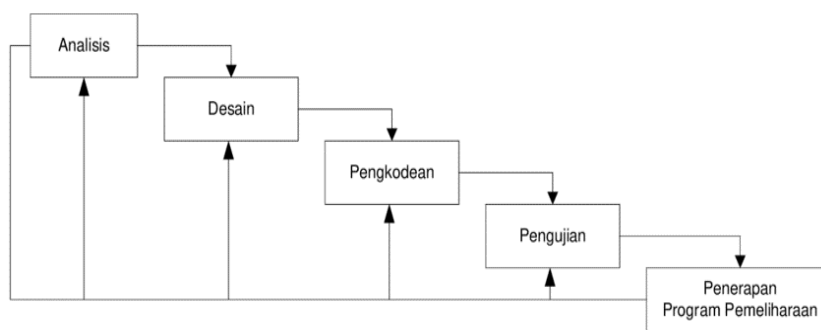 Analisis
Desain
Pengkodean
Pengujian
Penerapan
Program Pemeliharaan